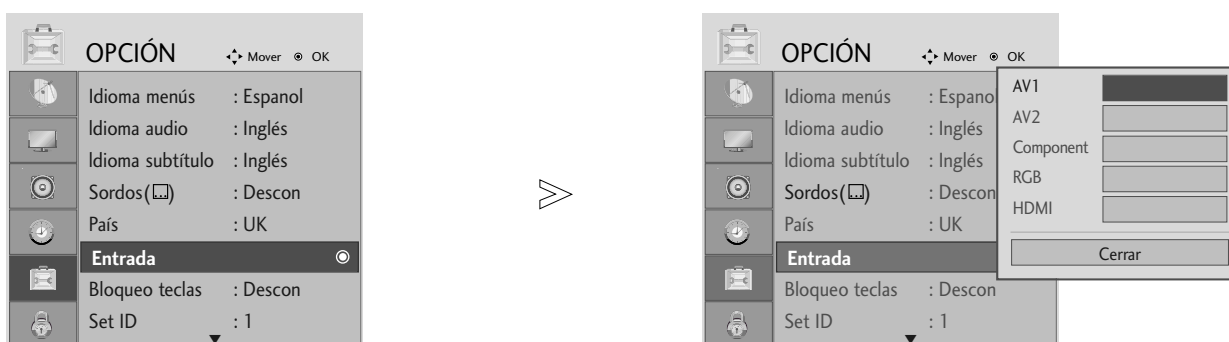 OPCIÓN Mover OK
Idioma menús : Espanol
Idioma audio : Inglés
Idioma subtítulo : Inglés
Sordos( ) : Descon
País : UK
Entrada
Bloqueo teclas : Descon
Set ID : 1
OPCIÓN Mover OK
Idioma menús : Espanol
Idioma audio : Inglés
Idioma subtítulo : Inglés
Sordos( ) : Descon
País : UK
Entrada
Bloqueo teclas : Descon
Set ID : 1
AV1
AV2
Component
RGB
HDMI
Cerrar